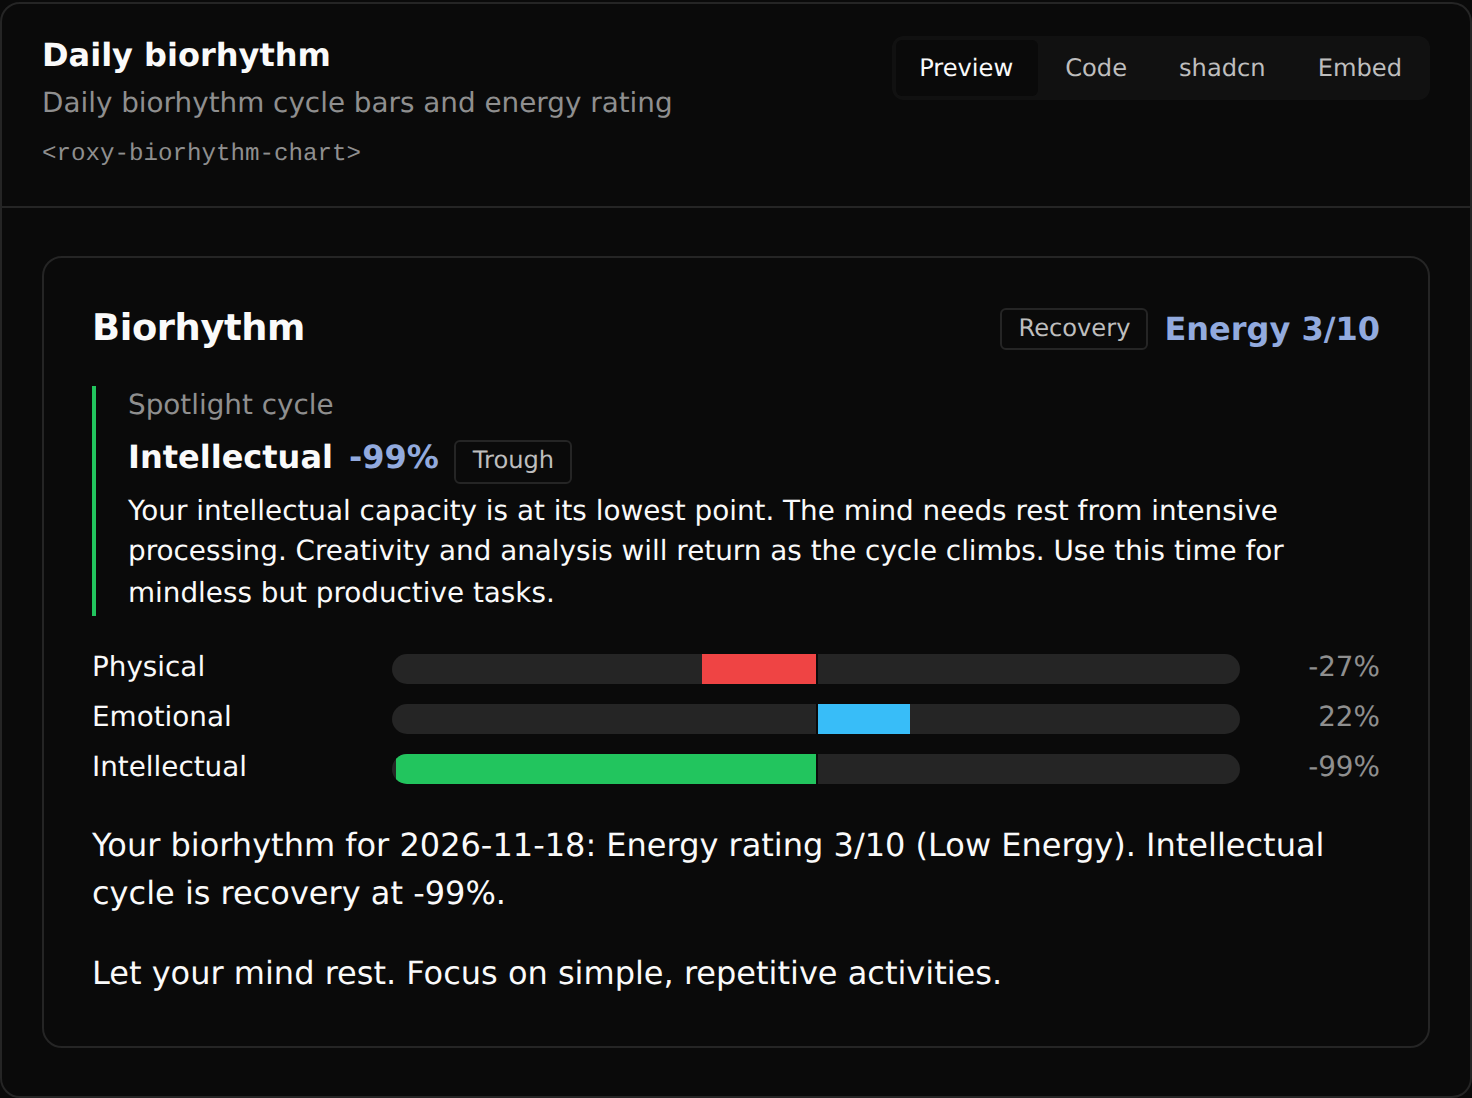 Daily biorhythm
Daily biorhythm cycle bars and energy rating
<roxy-biorhythm-chart>
Preview Code shadcn Embed
Biorhythm
Recovery Energy 3/10
Spotlight cycle
Intellectual -99% Trough
Your intellectual capacity is at its lowest point. The mind needs rest from intensive
processing. Creativity and analysis will return as the cycle climbs. Use this time for
mindless but productive tasks.
Physical -27%
Emotional 22%
Intellectual -99%
Your biorhythm for 2026-11-18: Energy rating 3/10 (Low Energy). Intellectual
cycle is recovery at -99%.
Let your mind rest. Focus on simple, repetitive activities.